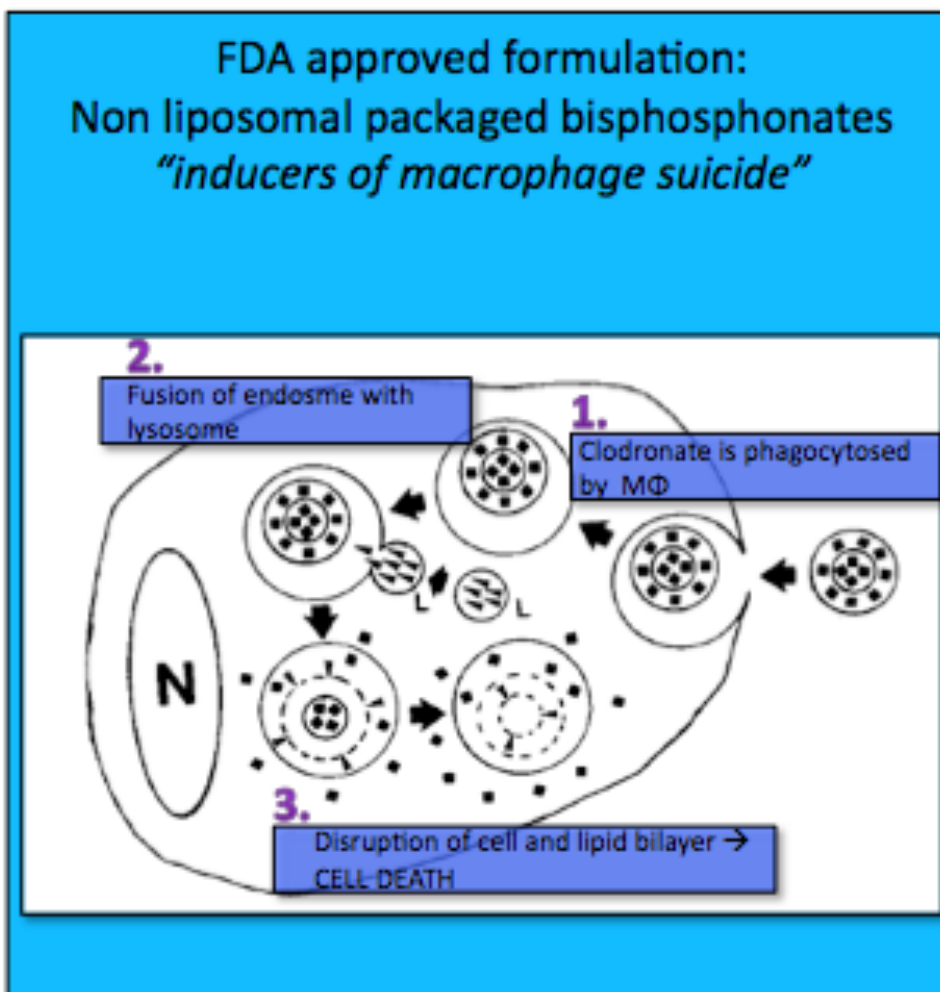 FDA approved formulation:
Non liposomal packaged bisphosphonates
"inducers of macrophage suicide"
2.
Fusion of endosme with
lysosome
1.
Clodronate is phagocytosed
by MΦ
L
L
N
3.
Disruption of cell and lipid bilayer →
CELL DEATH